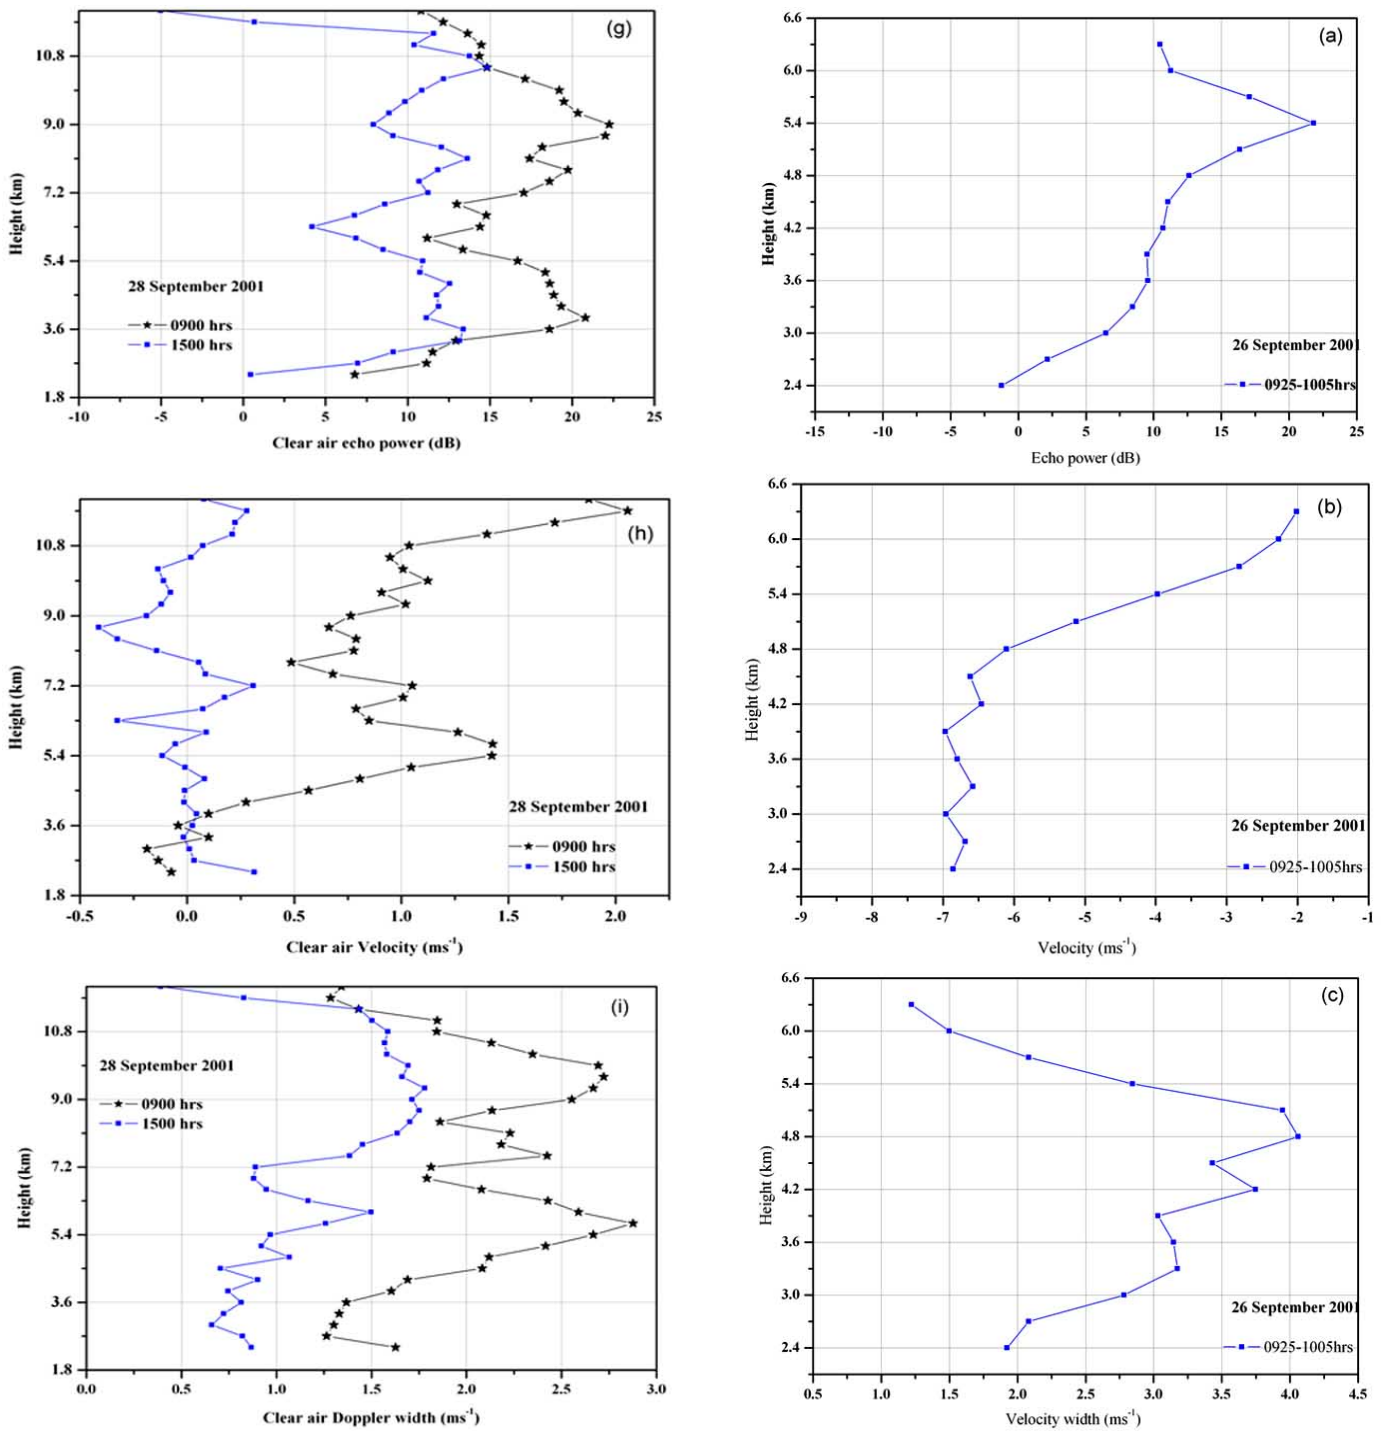 (g)
10.8
9.0
7.2
5.4
3.6
1.8
Height (km)
28 September 2001
0900 hrs
1500 hrs
-10 -5 0 5 10 15 20 25
Clear air echo power (dB)
(a)
6.6
6.0
5.4
4.8
4.2
3.6
3.0
2.4
Height (km)
26 September 2001
0925-1005hrs
-15 -10 -5 0 5 10 15 20 25
Echo power (dB)
(h)
10.8
9.0
7.2
5.4
3.6
1.8
Height (km)
28 September 2001
0900 hrs
1500 hrs
-0.5 0.0 0.5 1.0 1.5 2.0
Clear air Velocity (ms⁻¹)
(b)
6.6
6.0
5.4
4.8
4.2
3.6
3.0
2.4
Height (km)
26 September 2001
0925-1005hrs
-9 -8 -7 -6 -5 -4 -3 -2 -1
Velocity (ms⁻¹)
(i)
10.8
9.0
7.2
5.4
3.6
1.8
Height (km)
28 September 2001
0900 hrs
1500 hrs
0.0 0.5 1.0 1.5 2.0 2.5 3.0
Clear air Doppler width (ms⁻¹)
(c)
6.6
6.0
5.4
4.8
4.2
3.6
3.0
2.4
Height (km)
26 September 2001
0925-1005hrs
0.5 1.0 1.5 2.0 2.5 3.0 3.5 4.0 4.5
Velocity width (ms⁻¹)